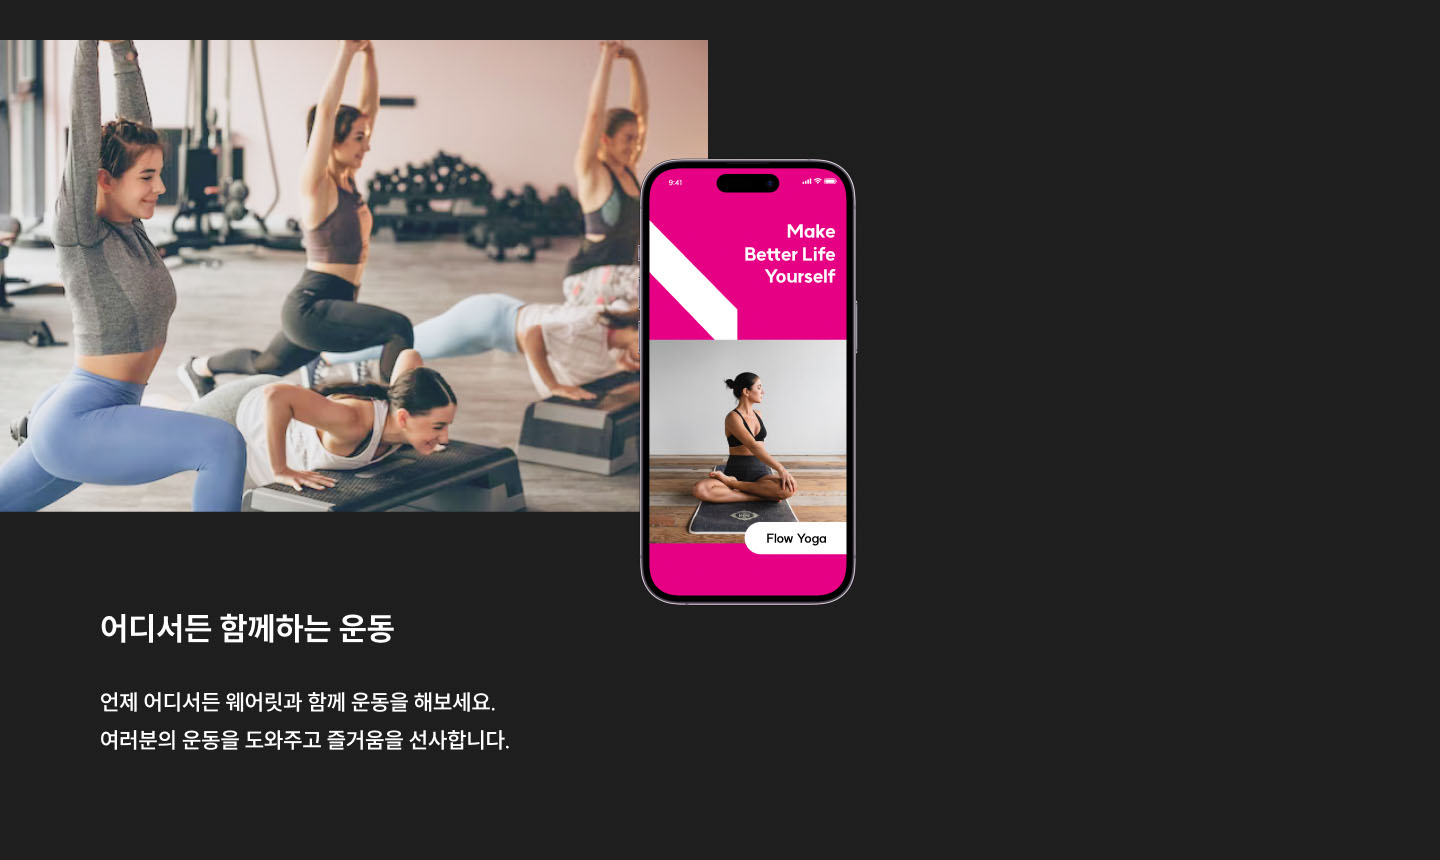 9:41
Make
Better Life
Yourself
Flow Yoga
어디서든 함께하는 운동
언제 어디서든 웨어릿과 함께 운동을 해보세요.
여러분의 운동을 도와주고 즐거움을 선사합니다.